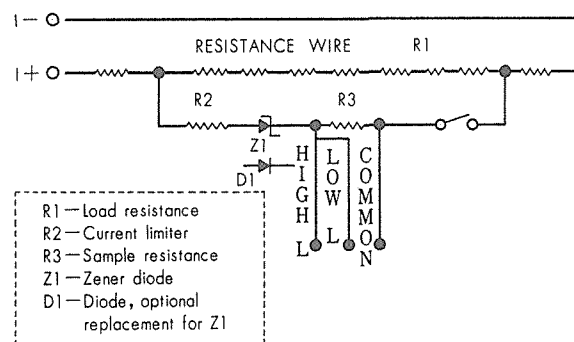 I– O
RESISTANCE WIRE R1
I+ O
R2 R3
Z1
D1
HIGH L
LOW L
COMMON
R1—Load resistance
R2—Current limiter
R3—Sample resistance
Z1—Zener diode
D1—Diode, optional
replacement for Z1